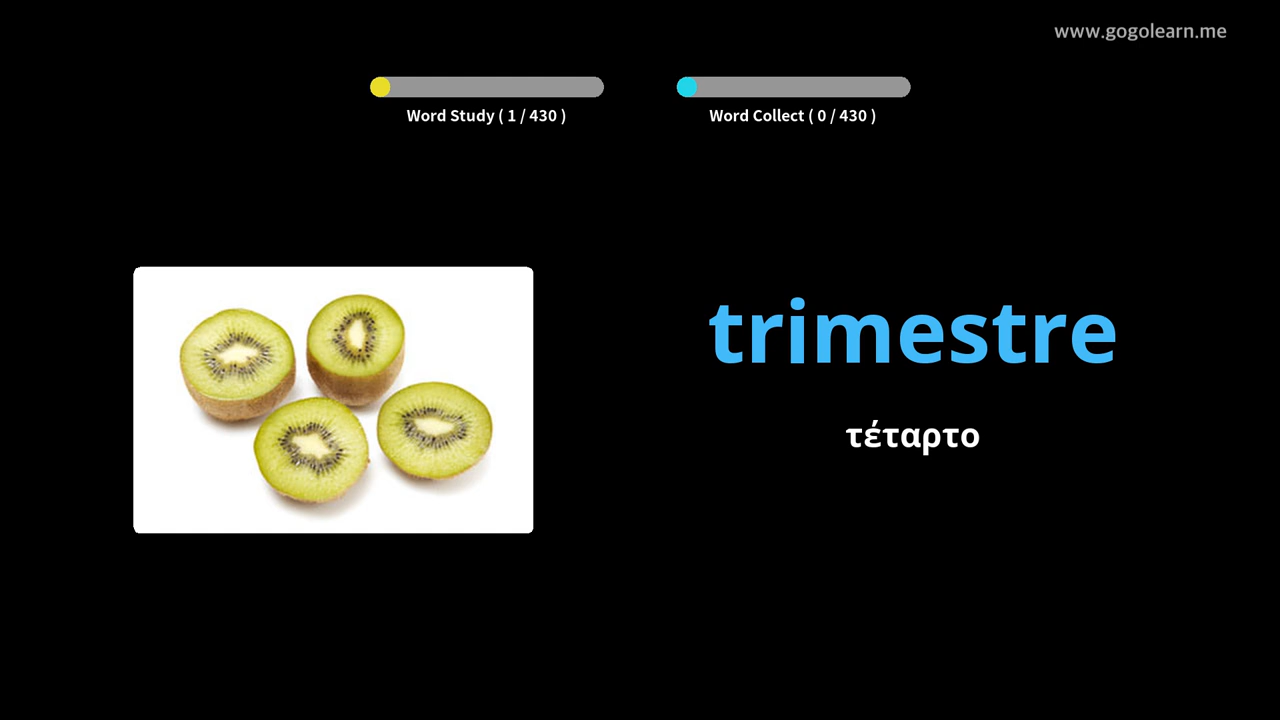 www.gogolearn.me
Word Study ( 1 / 430 )
Word Collect ( 0 / 430 )
trimestre
τέταρτο